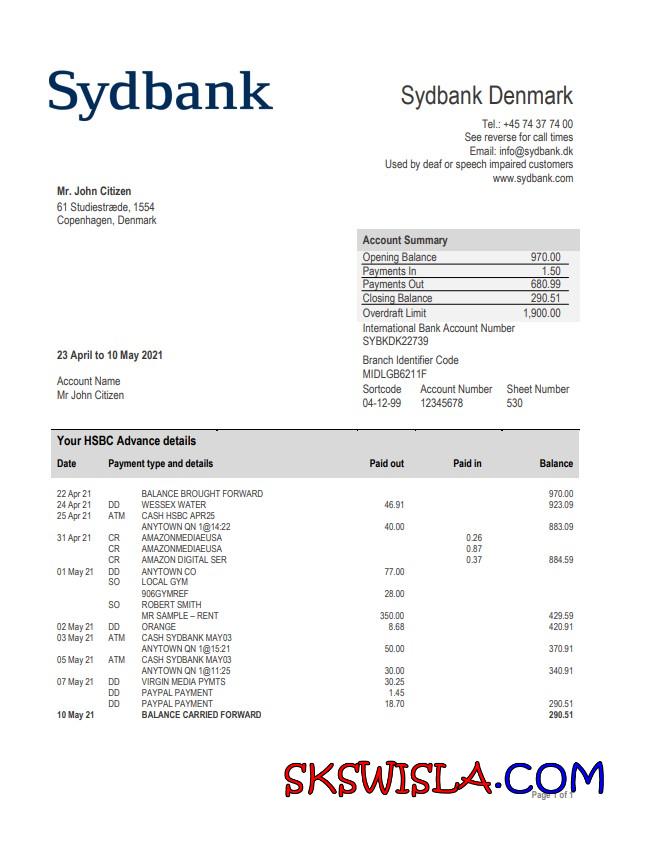 Sydbank
Sydbank Denmark
Tel.: +45 74 37 74 00
See reverse for call times
Email: info@sydbank.dk
Used by deaf or speech impaired customers
www.sydbank.com
Mr. John Citizen
61 Studiestræde, 1554
Copenhagen, Denmark
Account Summary
Opening Balance 970.00
Payments In 1.50
Payments Out 680.99
Closing Balance 290.51
Overdraft Limit 1,900.00
International Bank Account Number
SYBKDK22739
23 April to 10 May 2021
Branch Identifier Code
MIDLGB6211F
Account Name
Mr John Citizen
Sortcode Account Number Sheet Number
04-12-99 12345678 530
Your HSBC Advance details
Date Payment type and details Paid out Paid in Balance
22 Apr 21 BALANCE BROUGHT FORWARD 970.00
24 Apr 21 DD WESSEX WATER 46.91 923.09
25 Apr 21 ATM CASH HSBC APR25
ANYTOWN QN 1@14:22 40.00 883.09
31 Apr 21 CR AMAZONMEDIAEUSA 0.26
CR AMAZONMEDIAEUSA 0.87
CR AMAZON DIGITAL SER 0.37 884.59
01 May 21 DD ANYTOWN CO 77.00
SO LOCAL GYM
906GYMREF 28.00
SO ROBERT SMITH
MR SAMPLE – RENT 350.00 429.59
02 May 21 DD ORANGE 8.68 420.91
03 May 21 ATM CASH SYDBANK MAY03
ANYTOWN QN 1@15:21 50.00 370.91
05 May 21 ATM CASH SYDBANK MAY03
ANYTOWN QN 1@11:25 30.00 340.91
07 May 21 DD VIRGIN MEDIA PYMTS 30.25
DD PAYPAL PAYMENT 1.45
DD PAYPAL PAYMENT 18.70 290.51
10 May 21 BALANCE CARRIED FORWARD 290.51
SKSWISLA.COM
Page 1 of 1